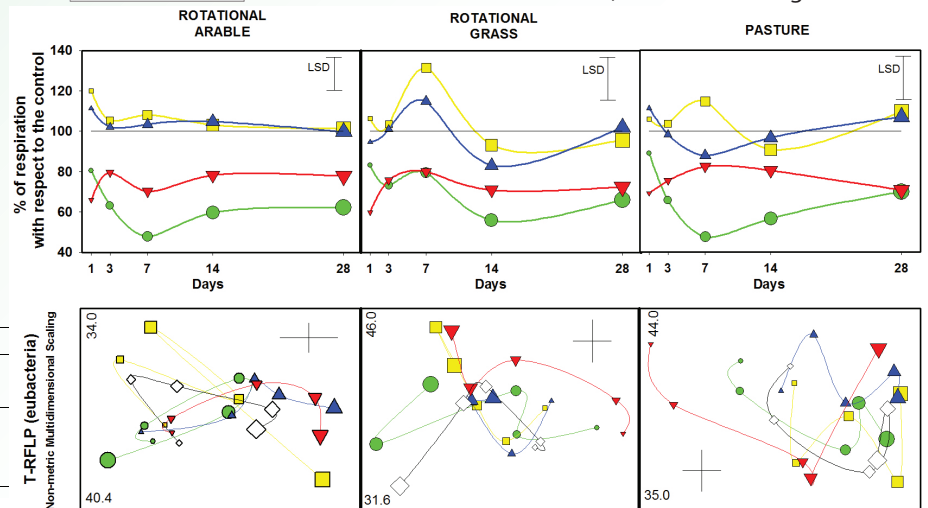 ROTATIONAL
ARABLE
ROTATIONAL
GRASS
PASTURE
% of respiration
with respect to the control
140
120
100
80
60
40
LSD
LSD
LSD
1 3 7 14 28
1 3 7 14 28
1 3 7 14 28
Days
Days
Days
T-RFLP (eubacteria)
Non-metric Multidimensional Scaling
34.0
40.4
46.0
31.6
44.0
35.0